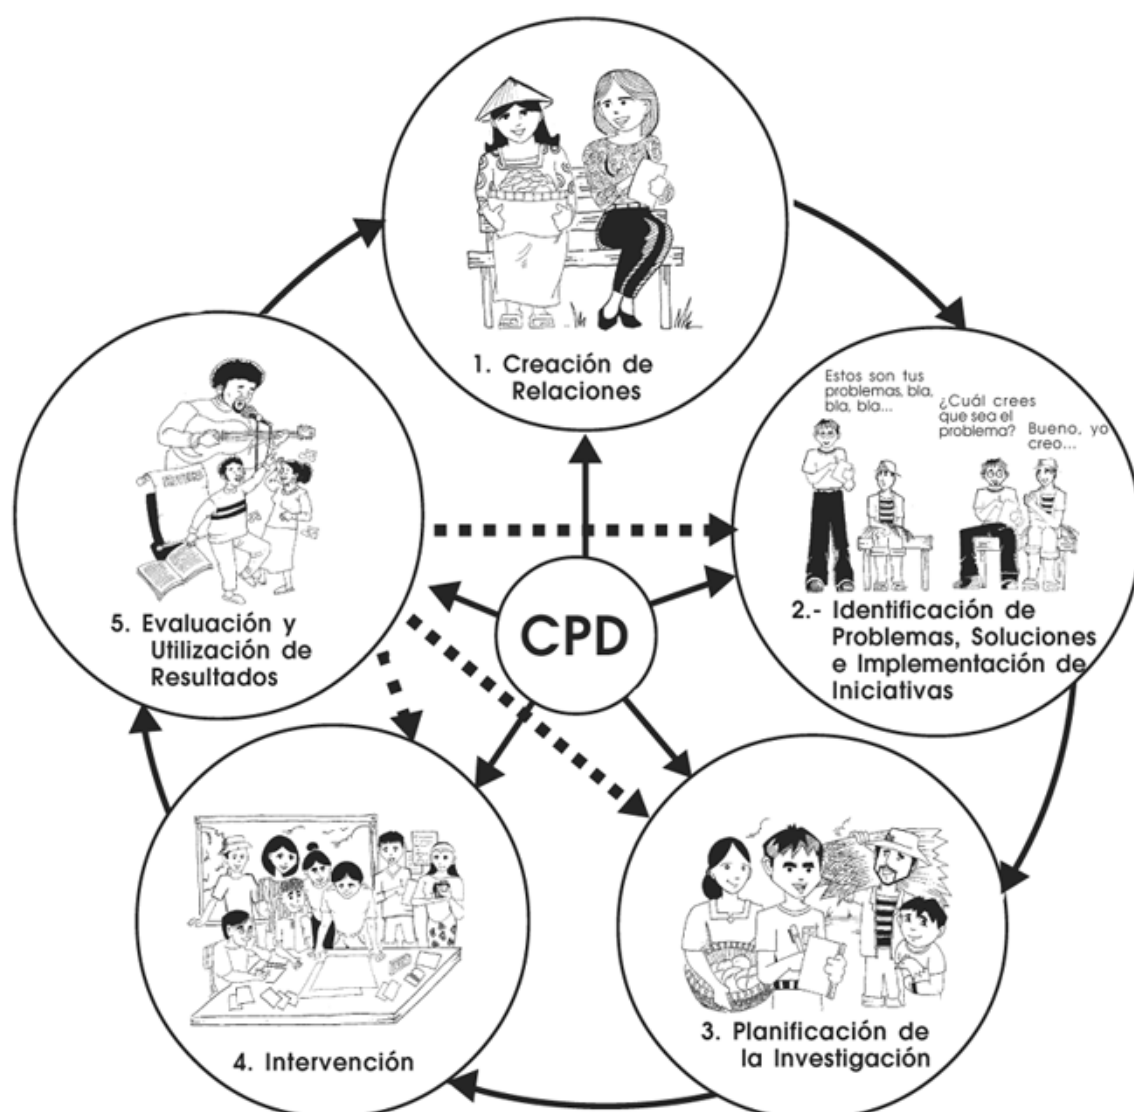 1. Creación de
Relaciones
Estos son tus
problemas, bla,
bla, bla...
¿Cuál crees
que sea el
problema?
Bueno, yo
creo...
2.- Identificación de
Problemas, Soluciones
e Implementación de
Iniciativas
CPD
5. Evaluación y
Utilización de
Resultados
3. Planificación de
la Investigación
4. Intervención